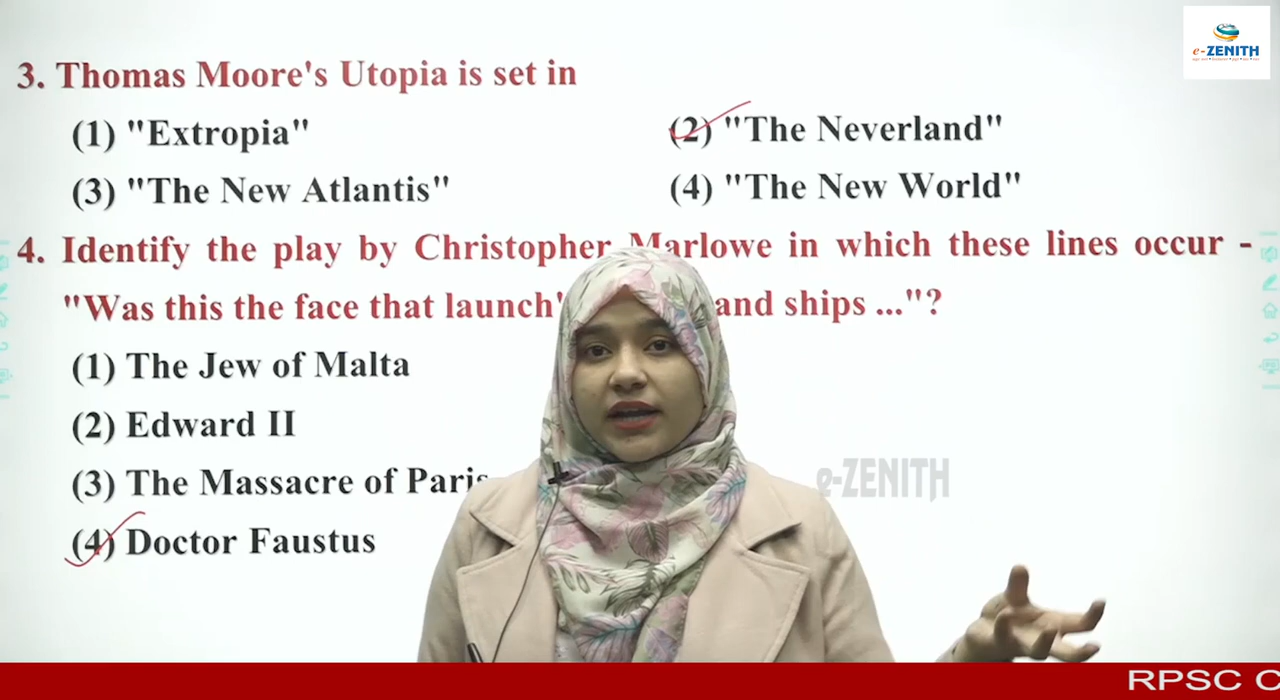 e-ZENITH
3. Thomas Moore's Utopia is set in
(1) "Extropia"
(2) "The Neverland"
(3) "The New Atlantis"
(4) "The New World"
4. Identify the play by Christopher Marlowe in which these lines occur -
"Was this the face that launch' and ships ..."?
(1) The Jew of Malta
(2) Edward II
(3) The Massacre of Paris
(4) Doctor Faustus
e-ZENITH
RPSC